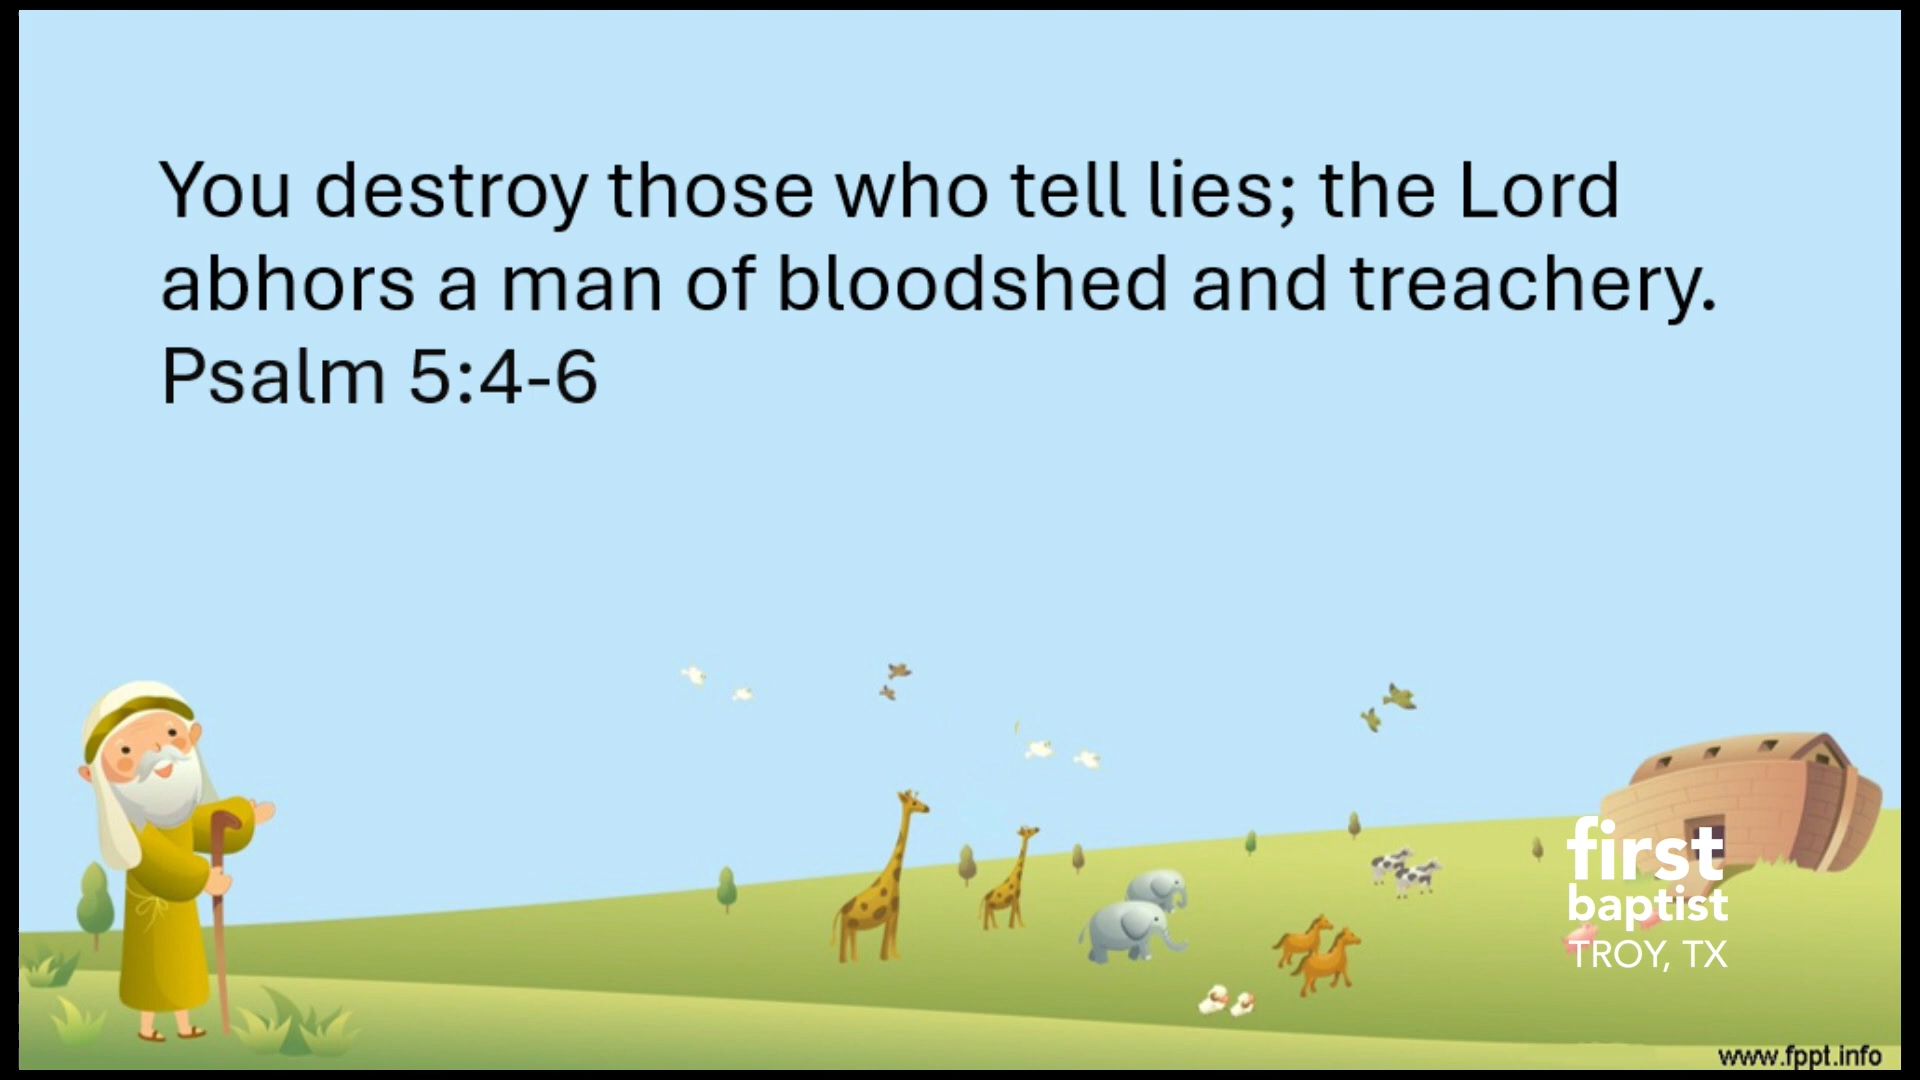 You destroy those who tell lies; the Lord
abhors a man of bloodshed and treachery.
Psalm 5:4-6
first
baptist
TROY, TX
www.fppt.info